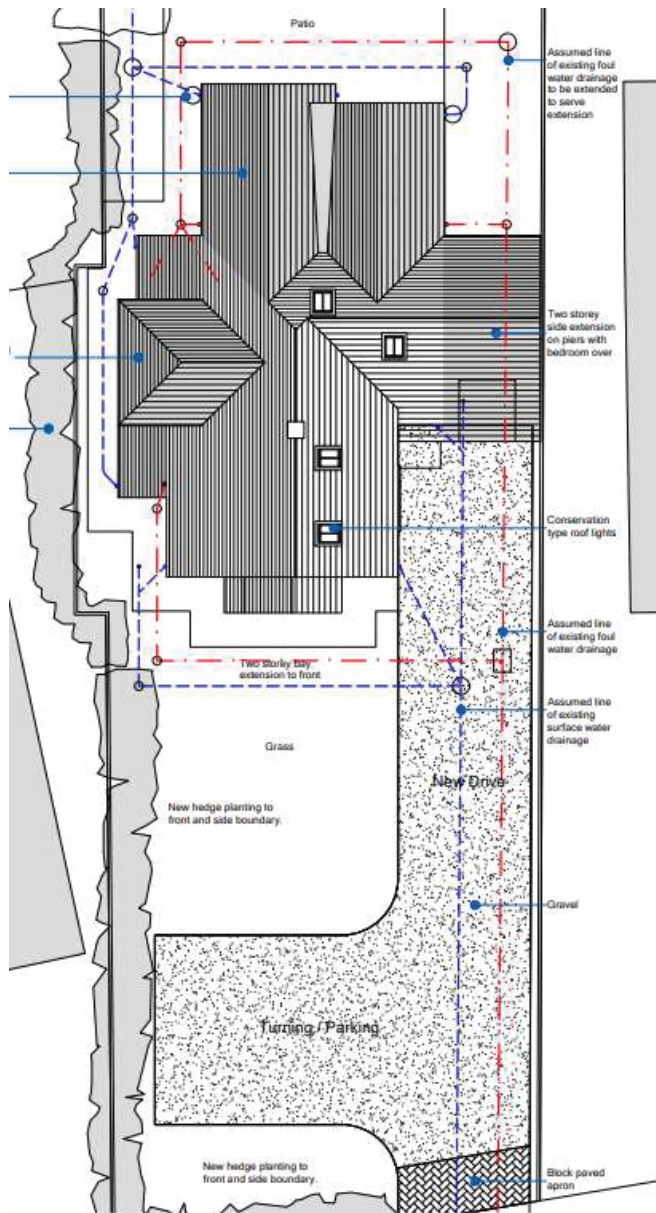 Patio
Assumed line
of existing foul
water drainage
to be extended
to serve
extension
Two storey
side extension
on piers with
bedroom over
Conservation
type roof lights
Assumed line
of existing foul
water drainage
Two storey bay
extension to front
Assumed line
of existing
surface water
drainage
Grass
New Drive
New hedge planting to
front and side boundary.
Gravel
Turning / Parking
New hedge planting to
front and side boundary.
Block paved
apron